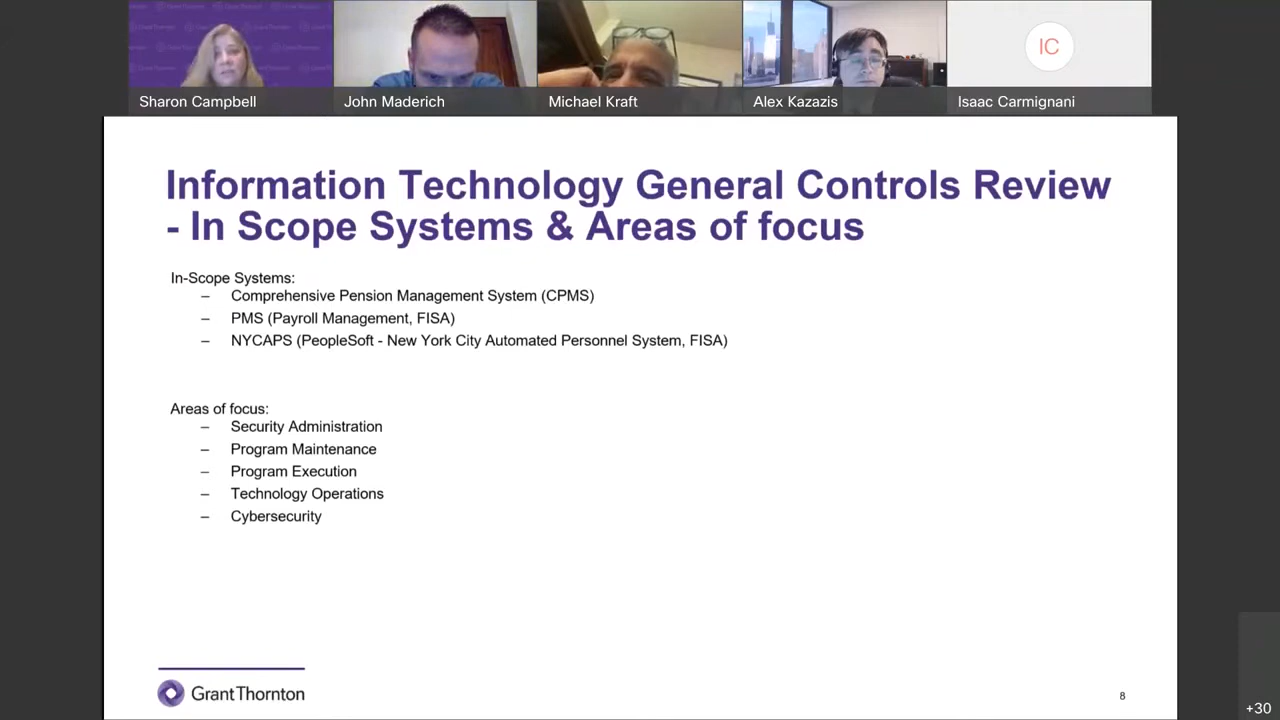 Sharon Campbell
John Maderich
Michael Kraft
Alex Kazazis
IC
Isaac Carmignani
Information Technology General Controls Review
- In Scope Systems & Areas of focus
In-Scope Systems:
– Comprehensive Pension Management System (CPMS)
– PMS (Payroll Management, FISA)
– NYCAPS (PeopleSoft - New York City Automated Personnel System, FISA)
Areas of focus:
– Security Administration
– Program Maintenance
– Program Execution
– Technology Operations
– Cybersecurity
GrantThornton
8
+30